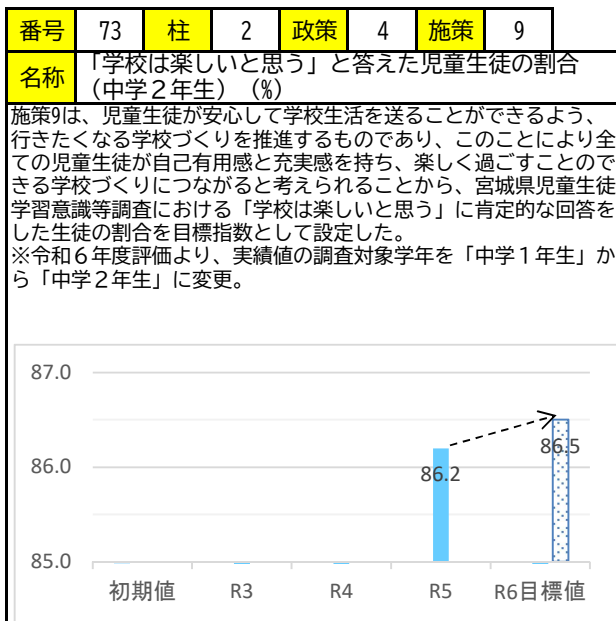 番号 73 柱 2 政策 4 施策 9
名称 「学校は楽しいと思う」と答えた児童生徒の割合
（中学２年生）（%）
施策9は、児童生徒が安心して学校生活を送ることができるよう、
行きたくなる学校づくりを推進するものであり、このことにより全
ての児童生徒が自己有用感と充実感を持ち、楽しく過ごすことので
きる学校づくりにつながると考えられることから、宮城県児童生徒
学習意識等調査における「学校は楽しいと思う」に肯定的な回答を
した生徒の割合を目標指数として設定した。
※令和６年度評価より、実績値の調査対象学年を「中学１年生」か
ら「中学２年生」に変更。
87.0
86.0
85.0
86.2
86.5
初期値 R3 R4 R5 R6目標値